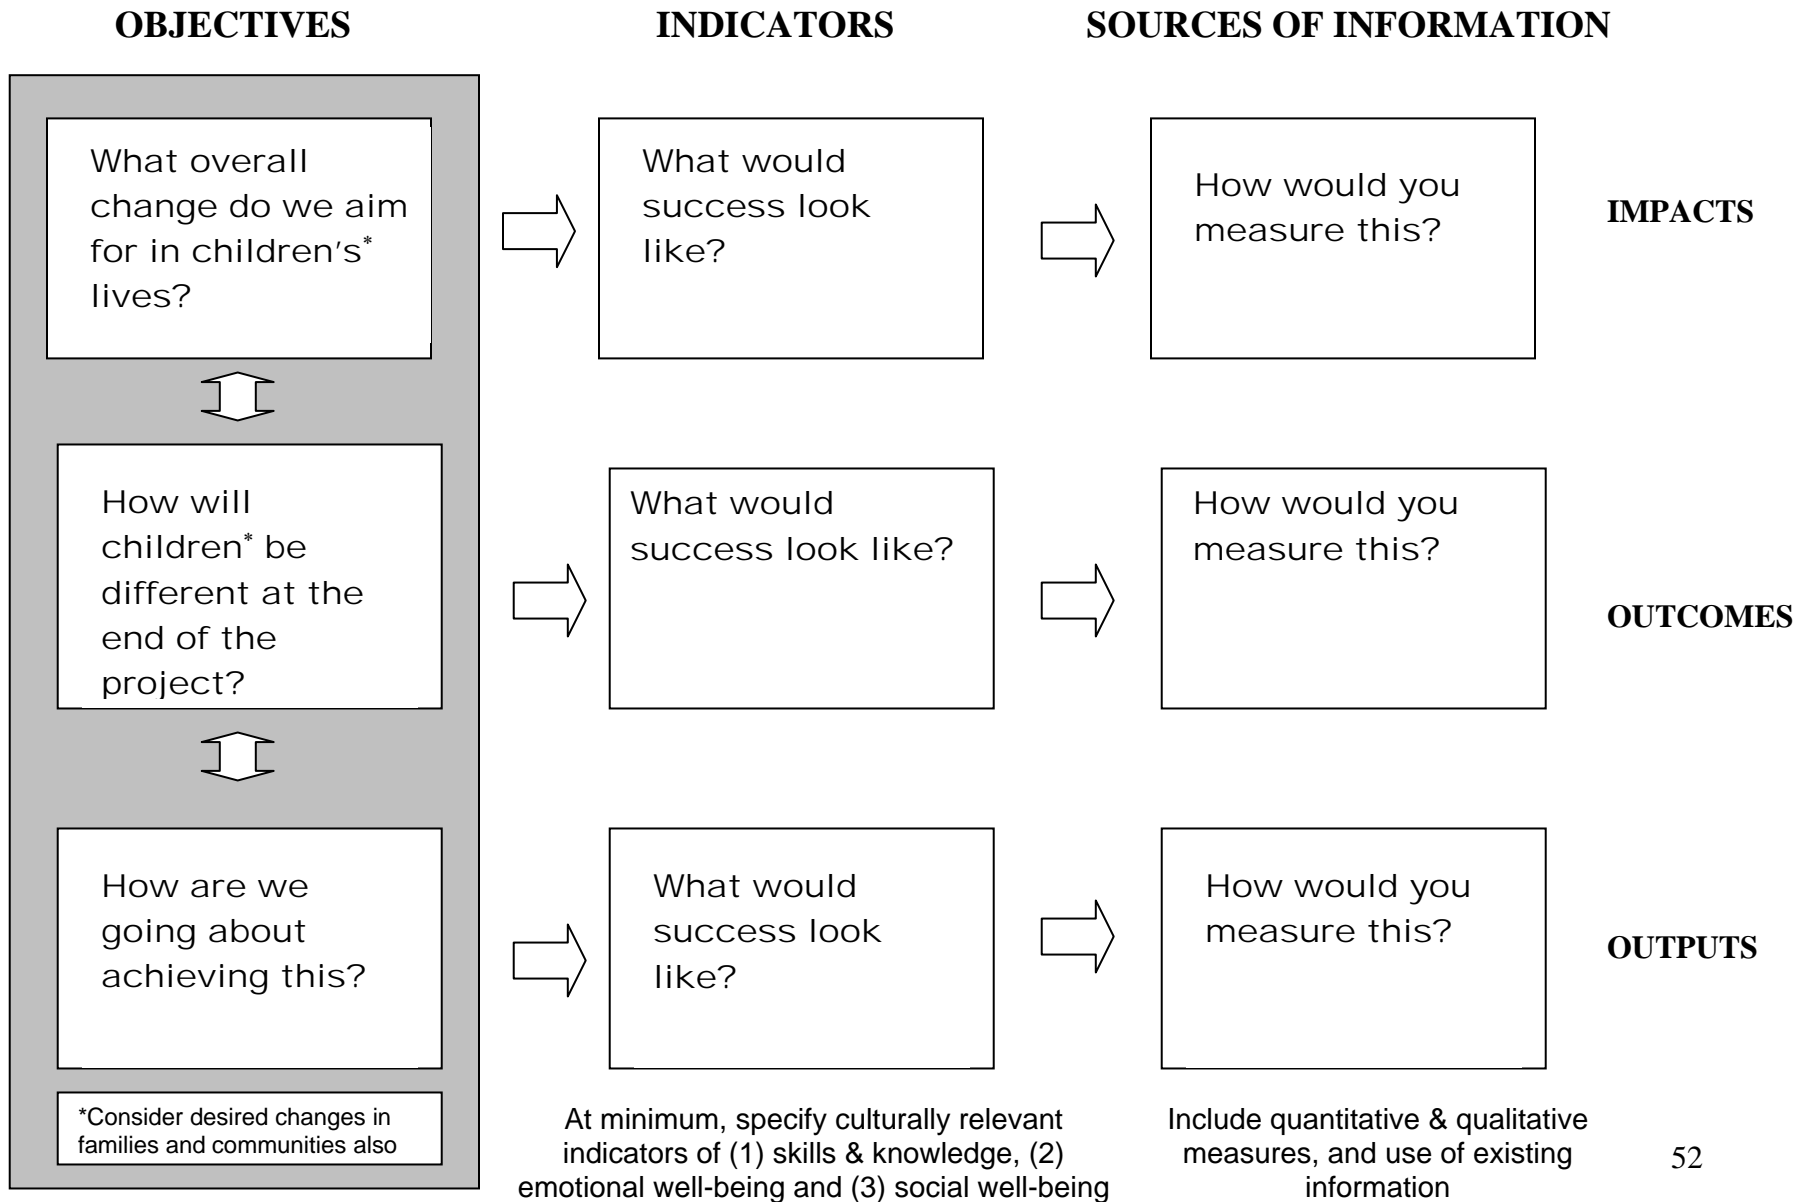 OBJECTIVES
INDICATORS
SOURCES OF INFORMATION
What overall
change do we aim
for in children's*
lives?
What would
success look
like?
How would you
measure this?
IMPACTS
How will
children* be
different at the
end of the
project?
What would
success look like?
How would you
measure this?
OUTCOMES
How are we
going about
achieving this?
What would
success look
like?
How would you
measure this?
OUTPUTS
*Consider desired changes in
families and communities also
At minimum, specify culturally relevant
indicators of (1) skills & knowledge, (2)
emotional well-being and (3) social well-being
Include quantitative & qualitative
measures, and use of existing
information
52